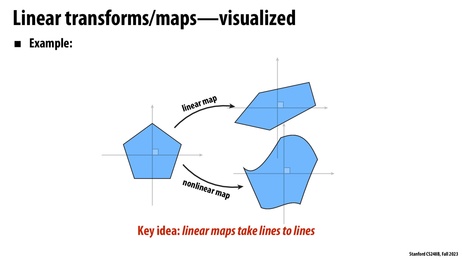 Linear transforms/maps—visualized
■ Example:
linear map
nonlinear map
Key idea: linear maps take lines to lines
Stanford CS248B, Fall 2023